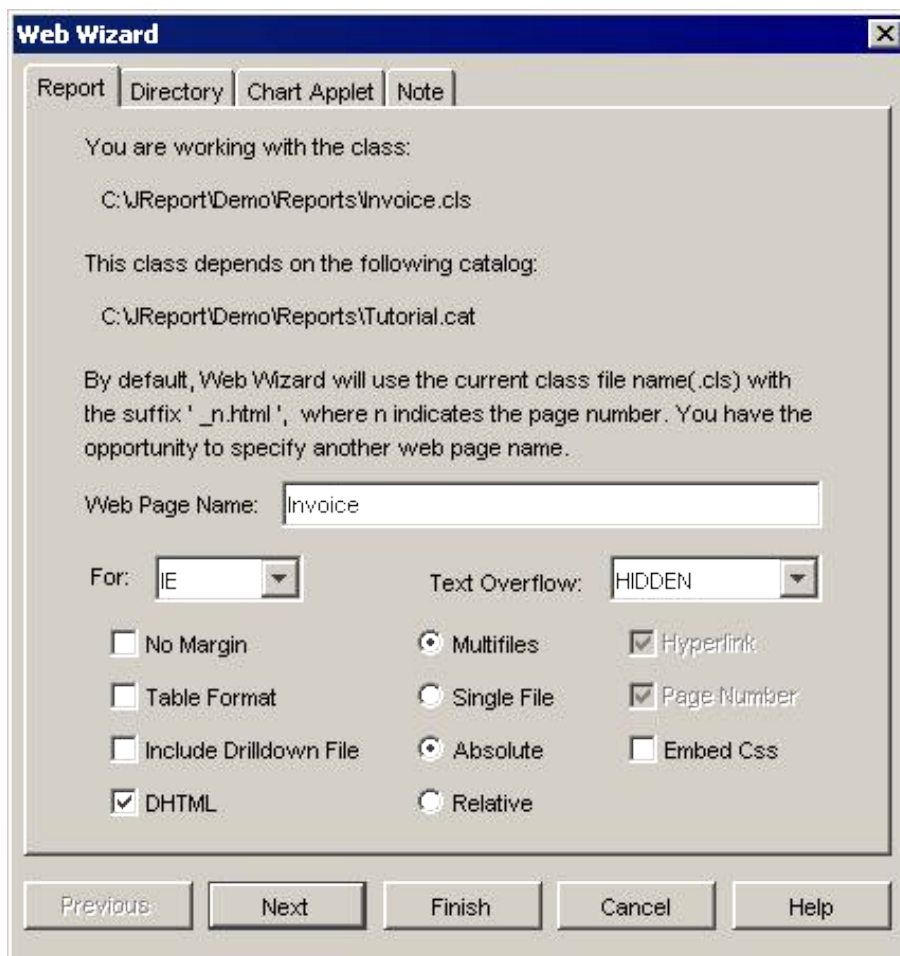 Web Wizard
Report Directory Chart Applet Note
You are working with the class:
C:\JReport\Demo\Reports\Invoice.cls
This class depends on the following catalog:
C:\JReport\Demo\Reports\Tutorial.cat
By default, Web Wizard will use the current class file name(.cls) with
the suffix ' _n.html ', where n indicates the page number. You have the
opportunity to specify another web page name.
Web Page Name: Invoice
For: IE Text Overflow: HIDDEN
No Margin Multifiles Hyperlink
Table Format Single File Page Number
Include Drilldown File Absolute Embed Css
DHTML Relative
Previous Next Finish Cancel Help